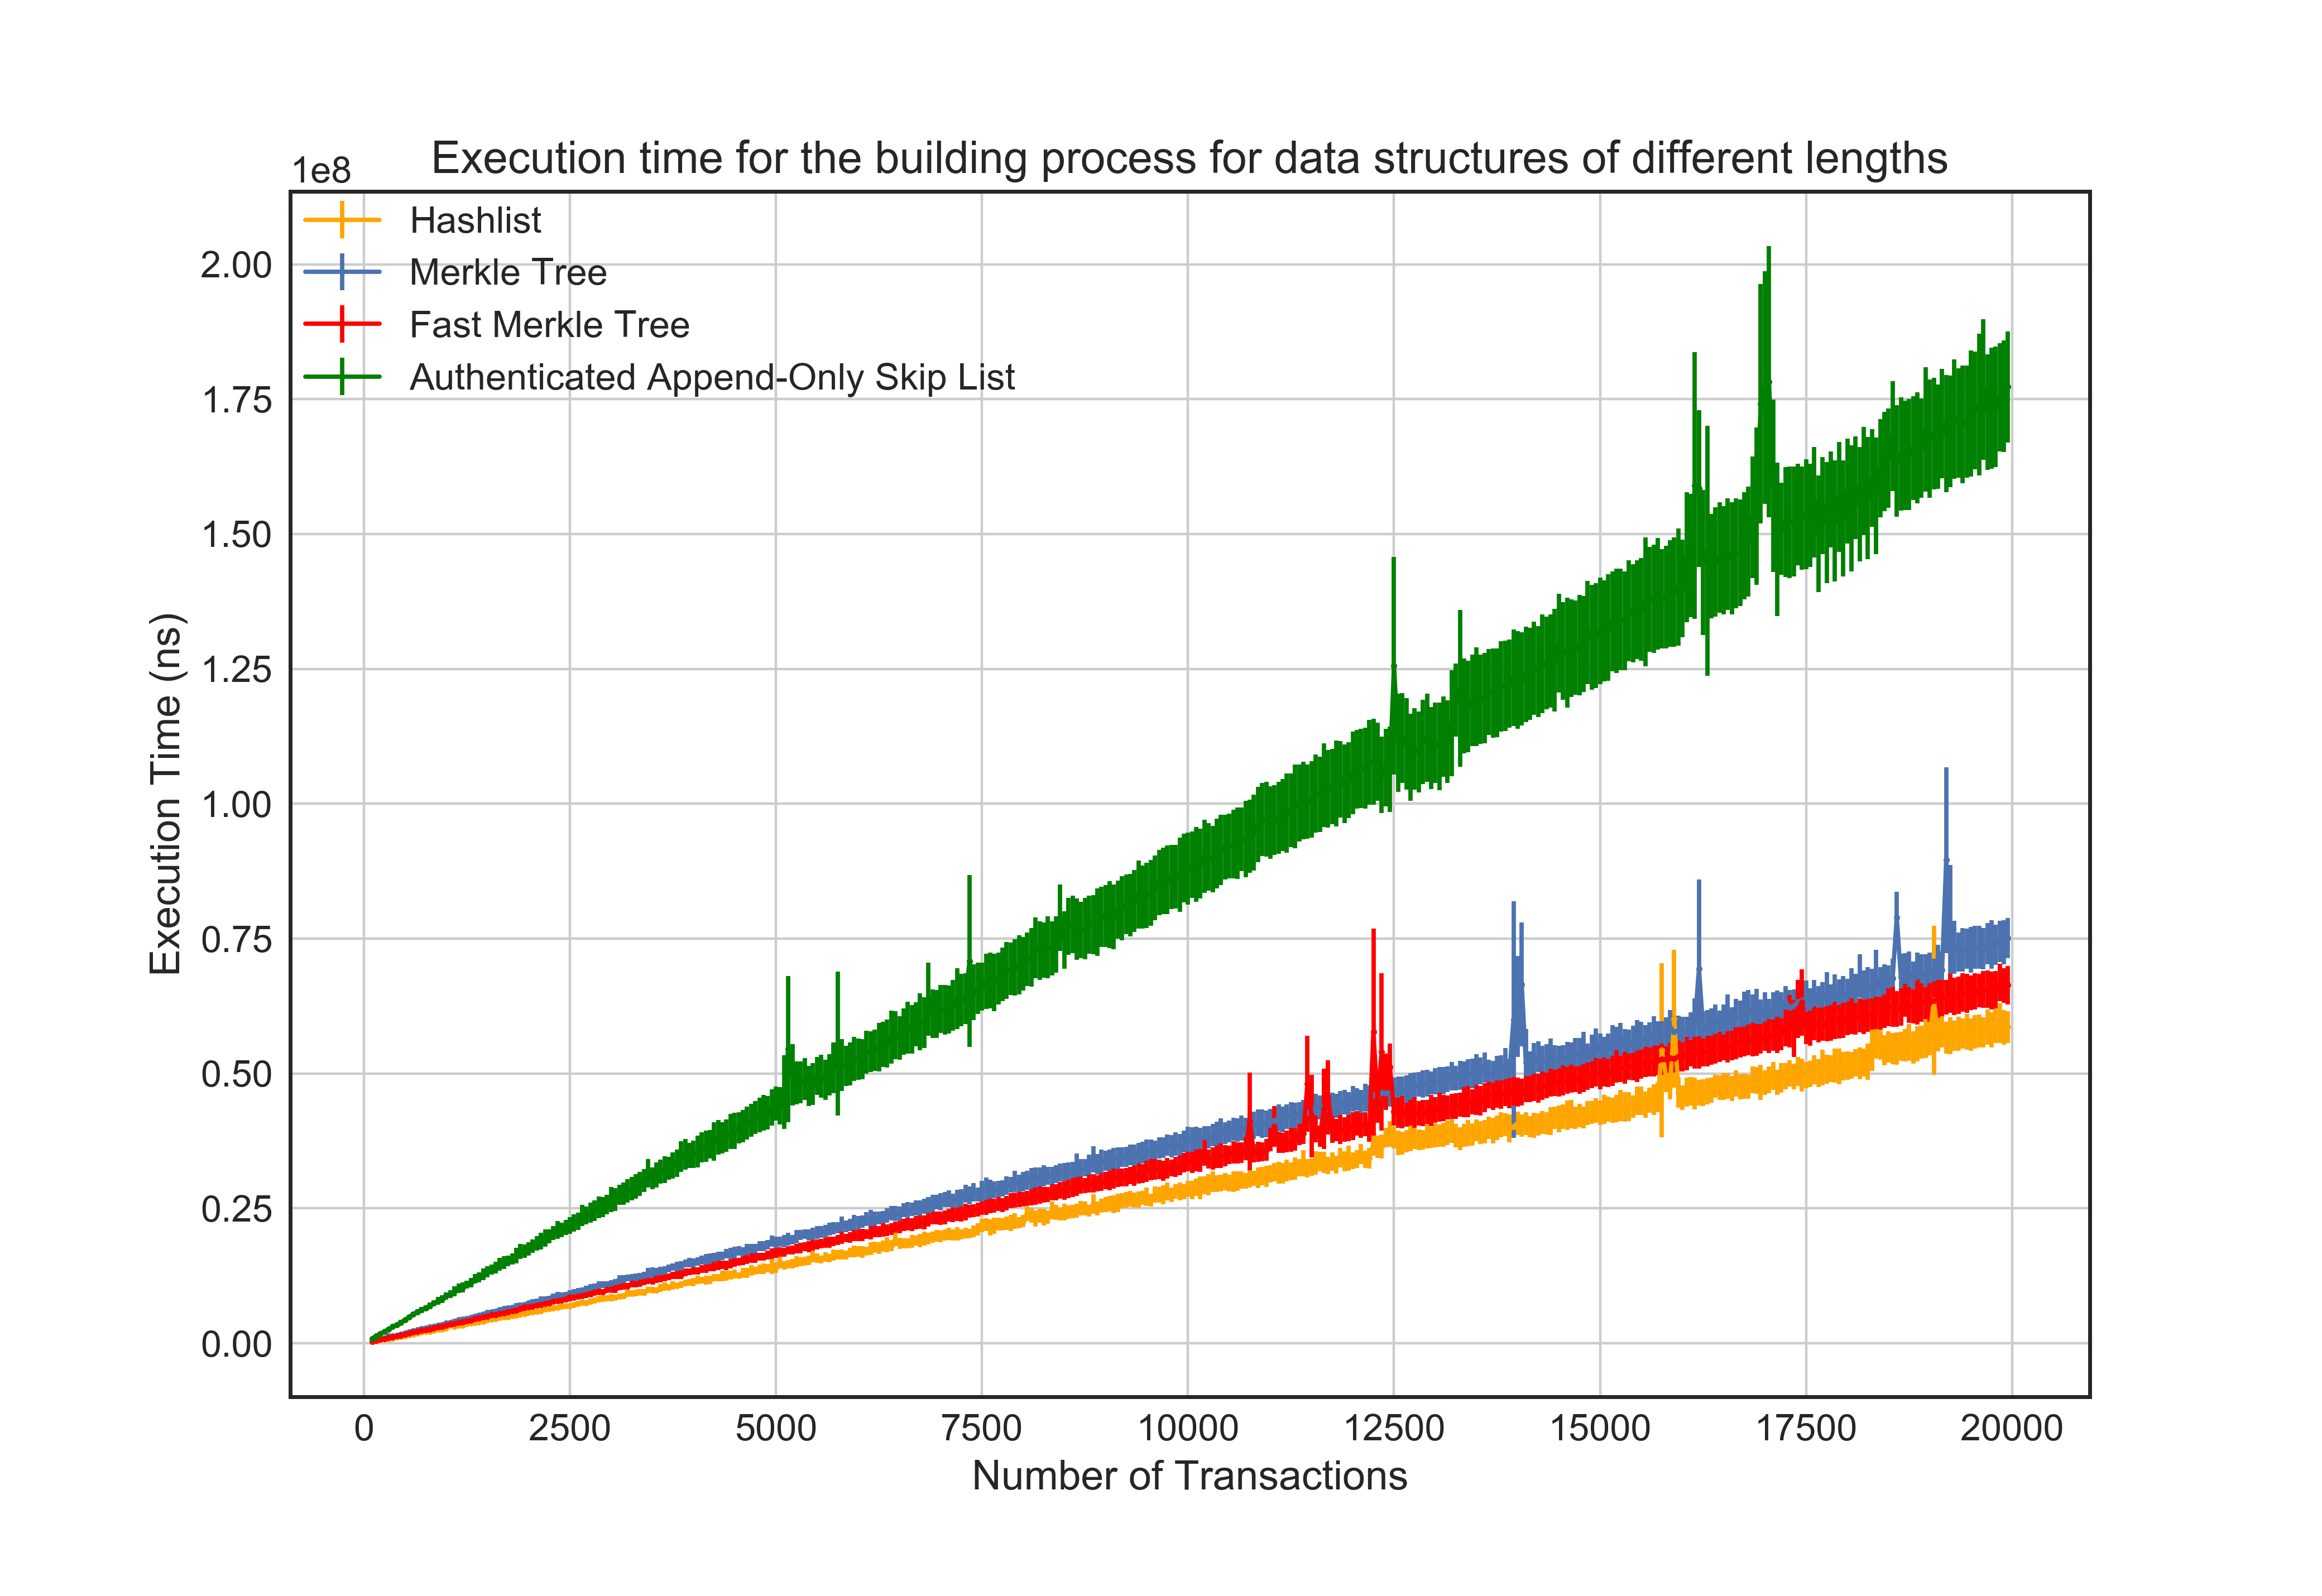 Execution time for the building process for data structures of different lengths
1e8
Hashlist
Merkle Tree
Fast Merkle Tree
Authenticated Append-Only Skip List
2.00
1.75
1.50
1.25
1.00
0.75
0.50
0.25
0.00
Execution Time (ns)
0 2500 5000 7500 10000 12500 15000 17500 20000
Number of Transactions